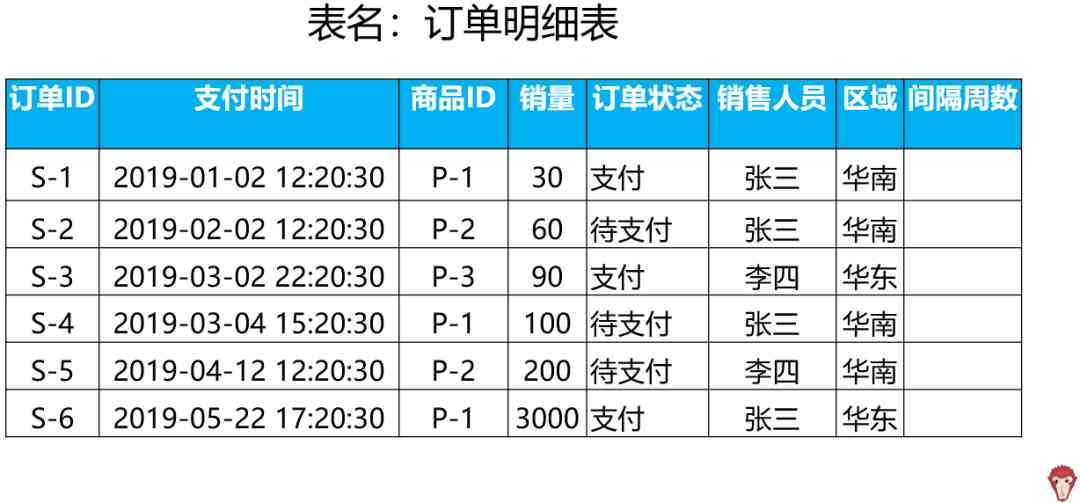 表名：订单明细表
订单ID 支付时间 商品ID 销量 订单状态 销售人员 区域 间隔周数
S-1 2019-01-02 12:20:30 P-1 30 支付 张三 华南
S-2 2019-02-02 12:20:30 P-2 60 待支付 张三 华南
S-3 2019-03-02 22:20:30 P-3 90 支付 李四 华东
S-4 2019-03-04 15:20:30 P-1 100 待支付 张三 华南
S-5 2019-04-12 12:20:30 P-2 200 待支付 李四 华南
S-6 2019-05-22 17:20:30 P-1 3000 支付 张三 华东